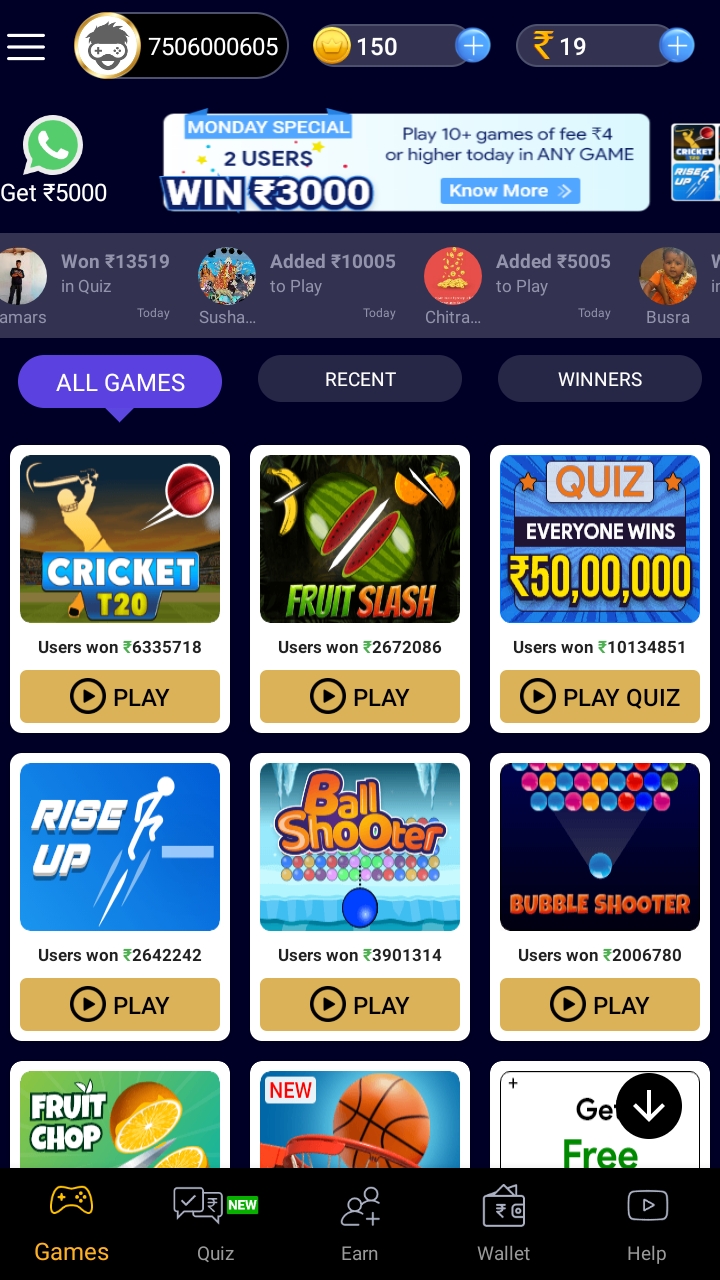 7506000605
150
₹ 19
Get ₹5000
MONDAY SPECIAL
2 USERS
WIN ₹3000
Play 10+ games of fee ₹4
or higher today in ANY GAME
Know More
CRICKET
T20
RISE
UP
Won ₹13519
in Quiz
amars
Today
Added ₹10005
to Play
Susha...
Today
Added ₹5005
to Play
Chitra...
Today
Busra
ALL GAMES
RECENT
WINNERS
CRICKET
T20
Users won ₹6335718
PLAY
FRUIT SLASH
Users won ₹2672086
PLAY
QUIZ
EVERYONE WINS
₹50,00,000
Users won ₹10134851
PLAY QUIZ
RISE
UP
Users won ₹2642242
PLAY
Ball
Shooter
Users won ₹3901314
PLAY
BUBBLE SHOOTER
Users won ₹2006780
PLAY
FRUIT
CHOP
NEW
Ge
Free
Games
NEW
Quiz
Earn
₹
Wallet
Help